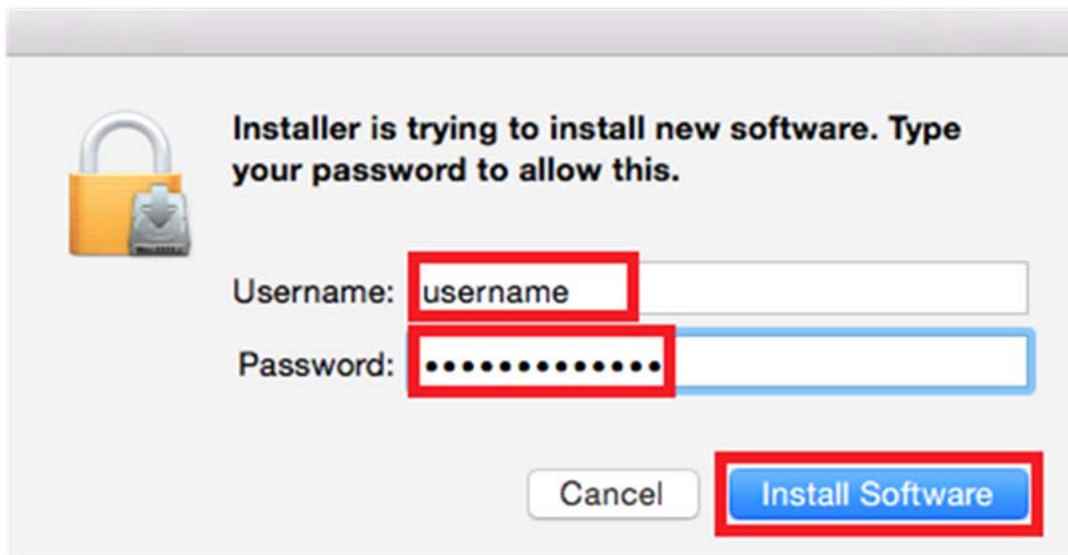 Installer is trying to install new software. Type
your password to allow this.
Username: username
Password: •••••••••••••
Cancel Install Software